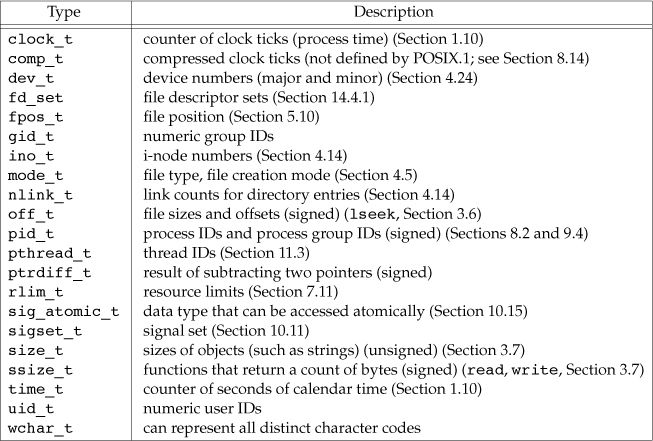 Type Description
clock_t counter of clock ticks (process time) (Section 1.10)
comp_t compressed clock ticks (not defined by POSIX.1; see Section 8.14)
dev_t device numbers (major and minor) (Section 4.24)
fd_set file descriptor sets (Section 14.4.1)
fpos_t file position (Section 5.10)
gid_t numeric group IDs
ino_t i-node numbers (Section 4.14)
mode_t file type, file creation mode (Section 4.5)
nlink_t link counts for directory entries (Section 4.14)
off_t file sizes and offsets (signed) (lseek, Section 3.6)
pid_t process IDs and process group IDs (signed) (Sections 8.2 and 9.4)
pthread_t thread IDs (Section 11.3)
ptrdiff_t result of subtracting two pointers (signed)
rlim_t resource limits (Section 7.11)
sig_atomic_t data type that can be accessed atomically (Section 10.15)
sigset_t signal set (Section 10.11)
size_t sizes of objects (such as strings) (unsigned) (Section 3.7)
ssize_t functions that return a count of bytes (signed) (read, write, Section 3.7)
time_t counter of seconds of calendar time (Section 1.10)
uid_t numeric user IDs
wchar_t can represent all distinct character codes